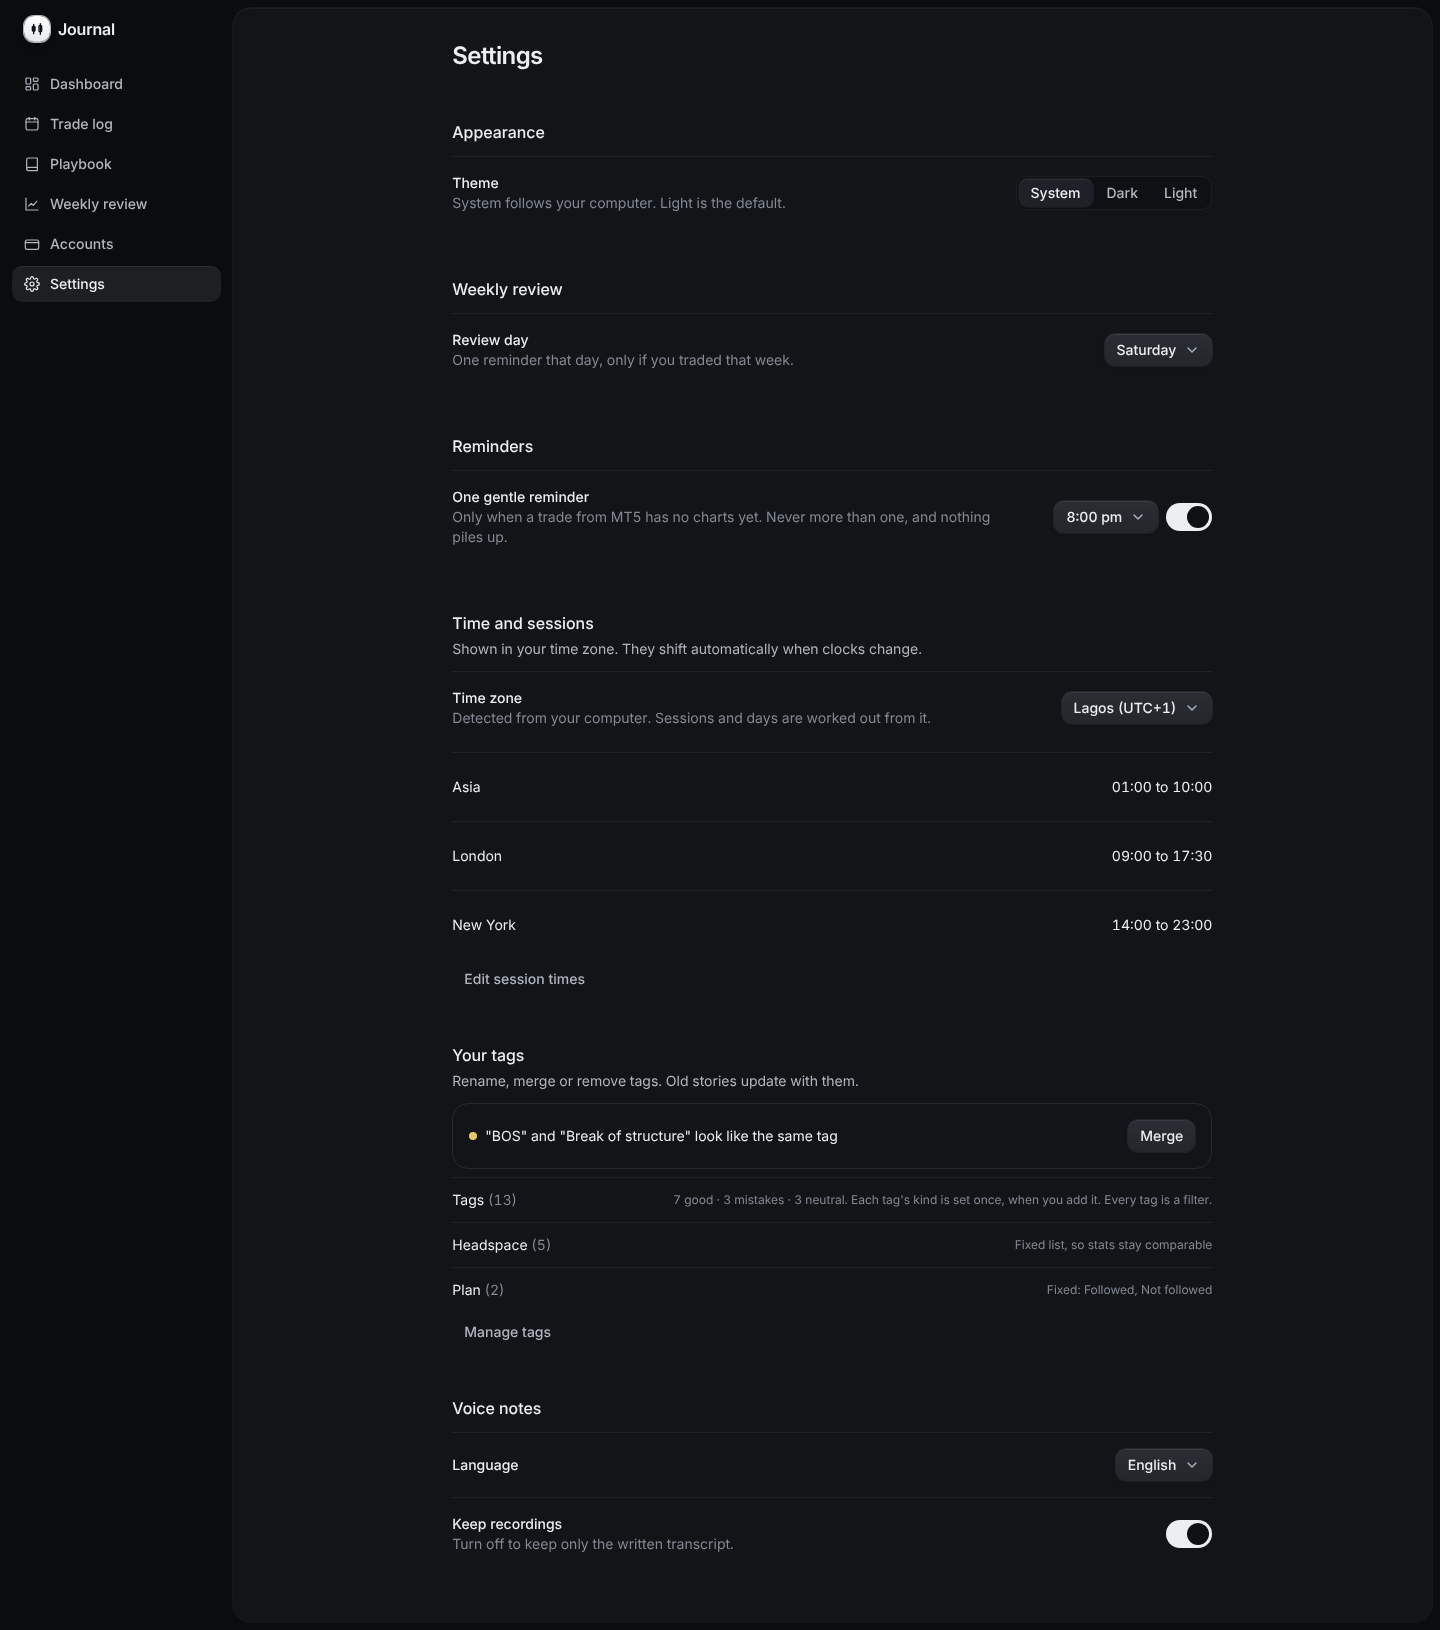 Journal
Dashboard
Trade log
Playbook
Weekly review
Accounts
Settings
Settings
Appearance
Theme
System follows your computer. Light is the default.
System Dark Light
Weekly review
Review day
One reminder that day, only if you traded that week.
Saturday
Reminders
One gentle reminder
Only when a trade from MT5 has no charts yet. Never more than one, and nothing
piles up.
8:00 pm
Time and sessions
Shown in your time zone. They shift automatically when clocks change.
Time zone
Detected from your computer. Sessions and days are worked out from it.
Lagos (UTC+1)
Asia 01:00 to 10:00
London 09:00 to 17:30
New York 14:00 to 23:00
Edit session times
Your tags
Rename, merge or remove tags. Old stories update with them.
"BOS" and "Break of structure" look like the same tag Merge
Tags (13) 7 good · 3 mistakes · 3 neutral. Each tag's kind is set once, when you add it. Every tag is a filter.
Headspace (5) Fixed list, so stats stay comparable
Plan (2) Fixed: Followed, Not followed
Manage tags
Voice notes
Language English
Keep recordings
Turn off to keep only the written transcript.